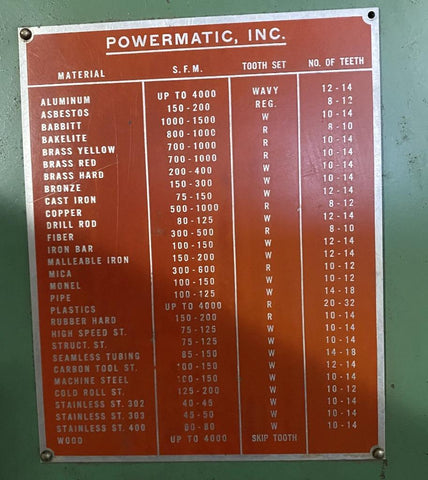 POWERMATIC, INC.
MATERIAL S.F.M. TOOTH SET NO. OF TEETH
ALUMINUM UP TO 4000 WAVY 12-14
ASBESTOS 150-200 REG. 8-12
BABBITT 1000-1500 W 10-14
BAKELITE 800-1000 R 8-10
BRASS YELLOW 700-1000 W 10-14
BRASS RED 700-1000 R 10-14
BRASS HARD 200-400 W 10-14
BRONZE 150-300 W 12-14
CAST IRON 75-150 W 10-14
COPPER 500-1000 R 8-12
DRILL ROD 80-125 W 12-14
FIBER 300-500 R 8-10
IRON BAR 100-150 W 12-14
MALLEABLE IRON 150-200 W 12-14
MICA 300-600 R 10-12
MONEL 100-150 W 10-12
PIPE 100-125 W 14-18
PLASTICS UP TO 4000 R 20-32
RUBBER HARD 150-200 R 10-14
HIGH SPEED ST. 75-125 W 10-14
STRUCT. ST. 75-125 W 10-14
SEAMLESS TUBING 85-150 W 14-18
CARBON TOOL ST. 100-150 W 12-14
MACHINE STEEL 100-150 W 10-14
COLD ROLL ST. 125-200 W 10-12
STAINLESS ST. 302 40-45 W 10-14
STAINLESS ST. 303 45-50 W 10-14
STAINLESS ST. 400 60-80 W 10-14
WOOD UP TO 4000 SKIP TOOTH